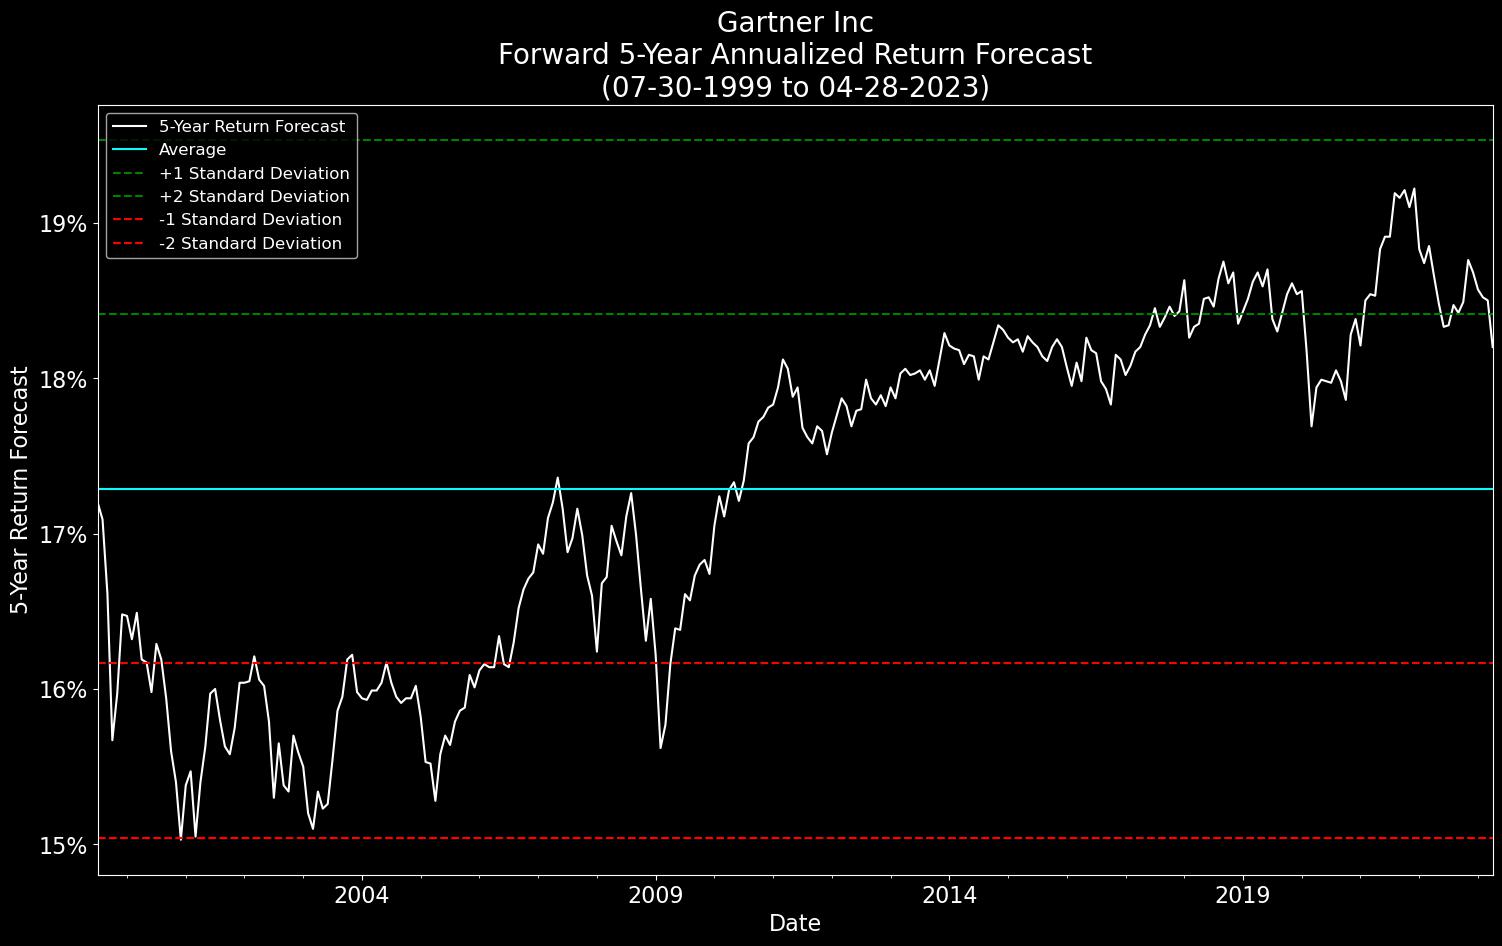 Gartner Inc
Forward 5-Year Annualized Return Forecast
(07-30-1999 to 04-28-2023)
5-Year Return Forecast
Average
+1 Standard Deviation
+2 Standard Deviation
-1 Standard Deviation
-2 Standard Deviation
19%
18%
17%
16%
15%
5-Year Return Forecast
2004 2009 2014 2019
Date